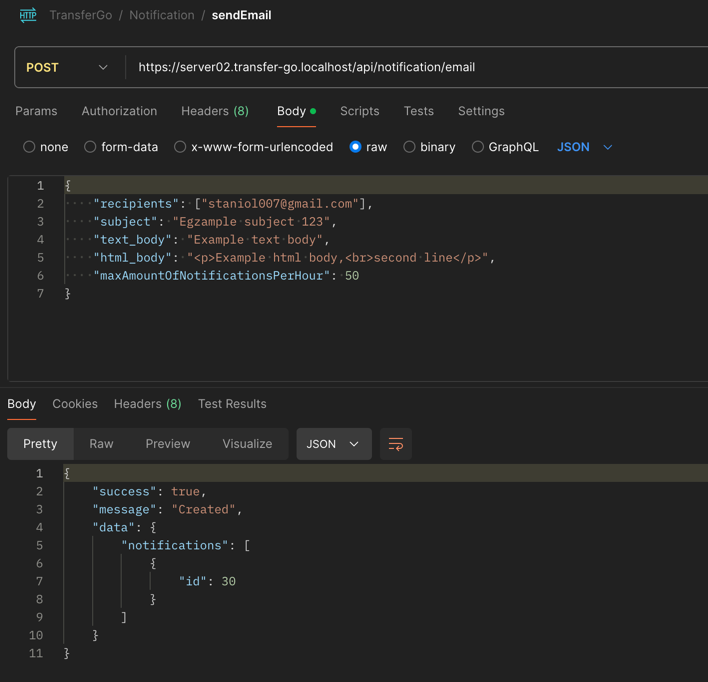 HTTP TransferGo / Notification / sendEmail
POST https://server02.transfer-go.localhost/api/notification/email
Params Authorization Headers (8) Body Scripts Tests Settings
none form-data x-www-form-urlencoded raw binary GraphQL JSON
1 {
2 "recipients": ["staniol007@gmail.com"],
3 "subject": "Egzample subject 123",
4 "text_body": "Example text body",
5 "html_body": "<p>Example html body,<br>second line</p>",
6 "maxAmountOfNotificationsPerHour": 50
7 }
Body Cookies Headers (8) Test Results
Pretty Raw Preview Visualize JSON
1 {
2 "success": true,
3 "message": "Created",
4 "data": {
5 "notifications": [
6 {
7 "id": 30
8 }
9 ]
10 }
11 }